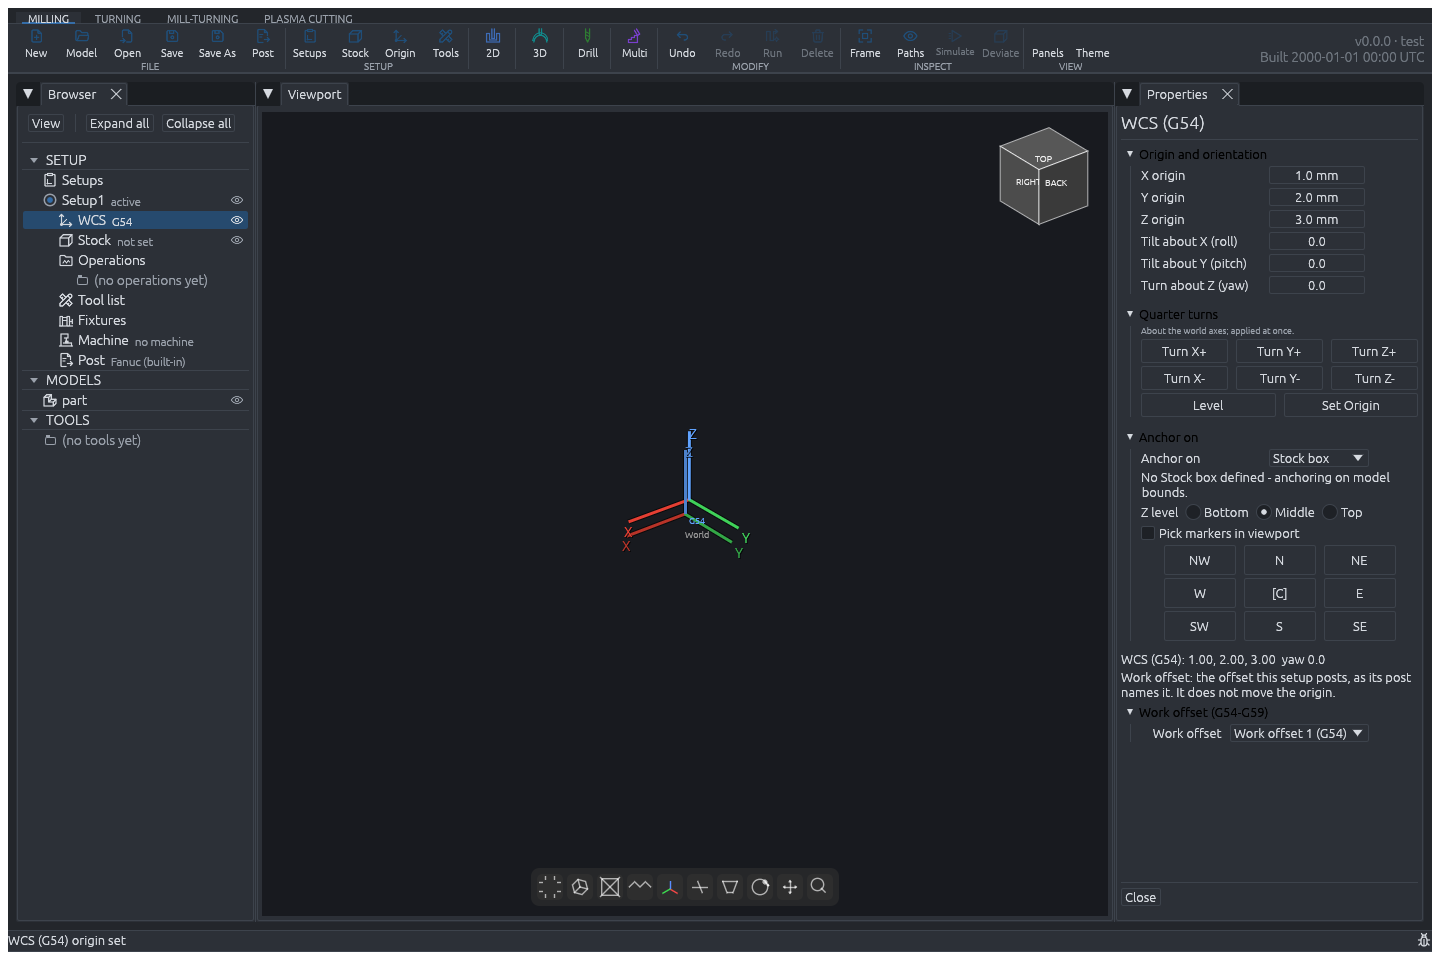 MILLING TURNING MILL-TURNING PLASMA CUTTING
New Model Open Save Save As Post Setups Stock Origin Tools 2D 3D Drill Multi Undo Redo Run Delete Frame Paths Simulate Deviate Panels Theme
FILE SETUP MODIFY INSPECT VIEW
v0.0.0 · test
Built 2000-01-01 00:00 UTC
Browser
View Expand all Collapse all
SETUP
Setups
Setup1 active
WCS G54
Stock not set
Operations
(no operations yet)
Tool list
Fixtures
Machine no machine
Post Fanuc (built-in)
MODELS
part
TOOLS
(no tools yet)
Viewport
TOP
RIGHT BACK
Z
Z
G54
X
World
Y
X
Y
Properties
WCS (G54)
Origin and orientation
X origin 1.0 mm
Y origin 2.0 mm
Z origin 3.0 mm
Tilt about X (roll) 0.0
Tilt about Y (pitch) 0.0
Turn about Z (yaw) 0.0
Quarter turns
About the world axes; applied at once.
Turn X+ Turn Y+ Turn Z+
Turn X- Turn Y- Turn Z-
Level Set Origin
Anchor on
Anchor on Stock box
No Stock box defined - anchoring on model
bounds.
Z level Bottom Middle Top
Pick markers in viewport
NW N NE
W [C] E
SW S SE
WCS (G54): 1.00, 2.00, 3.00 yaw 0.0
Work offset: the offset this setup posts, as its post
names it. It does not move the origin.
Work offset (G54-G59)
Work offset Work offset 1 (G54)
Close
WCS (G54) origin set